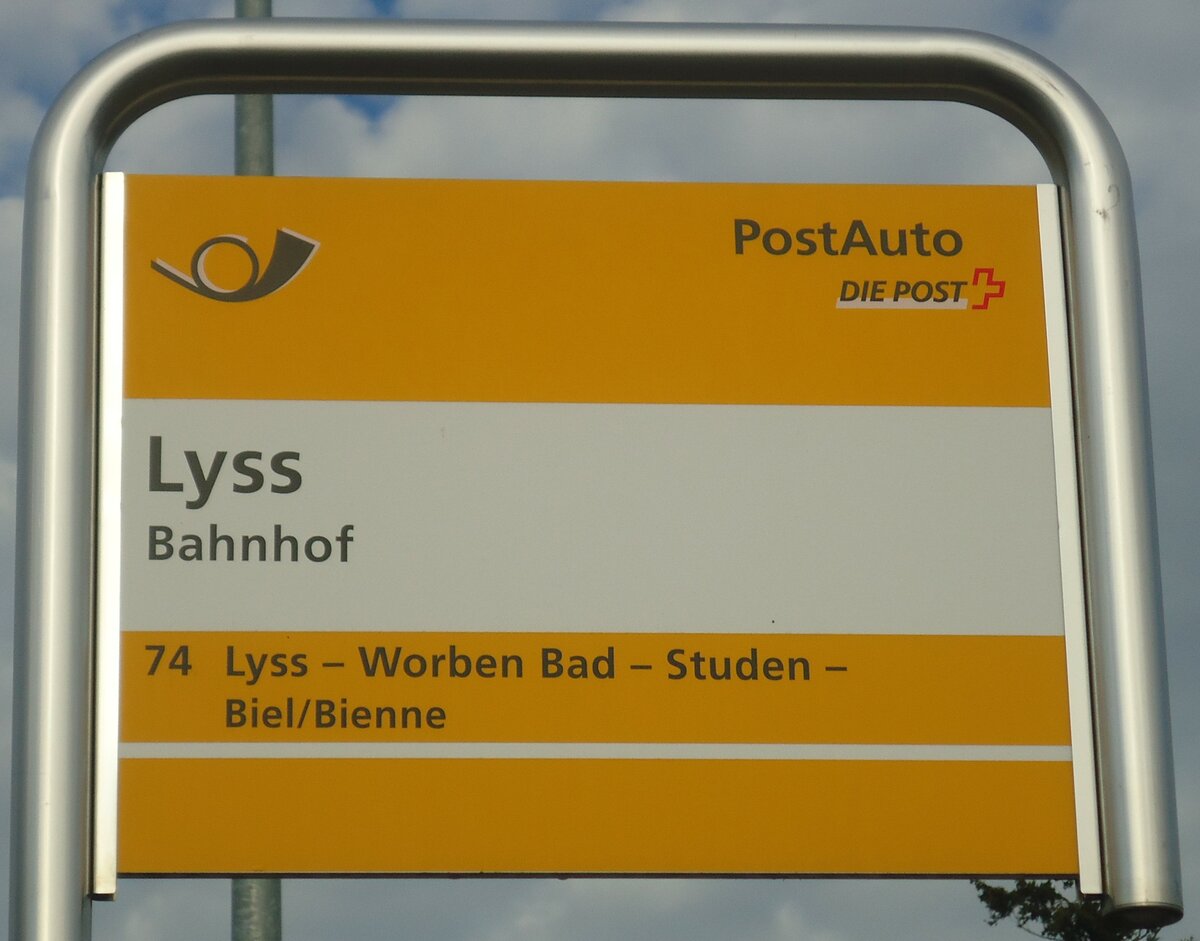 PostAuto
DIE POST
Lyss
Bahnhof
74 Lyss – Worben Bad – Studen –
Biel/Bienne